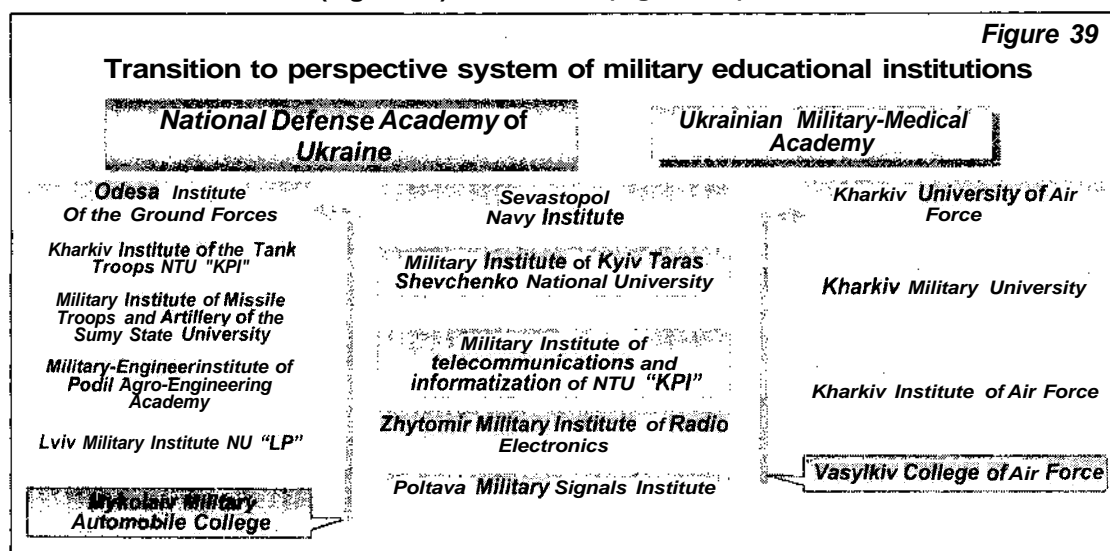 Figure 39
Transition to perspective system of military educational institutions
National Defense Academy of
Ukraine
Ukrainian Military-Medical
Academy
Odesa Institute
Of the Ground Forces
Kharkiv Institute of the Tank
Troops NTU "KPI"
Military Institute of Missile
Troops and Artillery of the
Sumy State University
Military-Engineerinstitute of
Podil Agro-Engineering
Academy
Lviv Military Institute NU "LP"
Mykolaiv Military
Automobile College
Sevastopol
Navy Institute
Military Institute of Kyiv Taras
Shevchenko National University
Military Institute of
telecommunications and
informatization of NTU “KPI”
Zhytomir Military Institute of Radio
Electronics
Poltava Military Signals Institute
Kharkiv University of Air
Force
Kharkiv Military University
Kharkiv Institute of Air Force
Vasylkiv College of Air Force